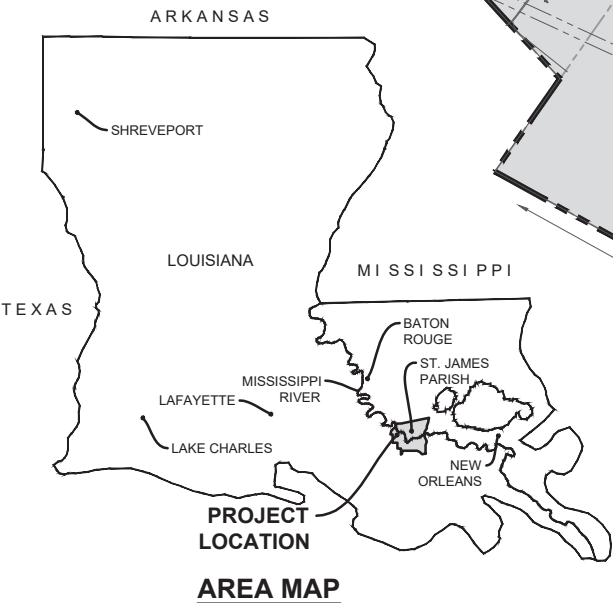 ARKANSAS
SHREVEPORT
LOUISIANA
MISSISSIPPI
TEXAS
BATON
ROUGE
ST. JAMES
PARISH
MISSISSIPPI
RIVER
LAFAYETTE
LAKE CHARLES
NEW
ORLEANS
PROJECT
LOCATION
AREA MAP